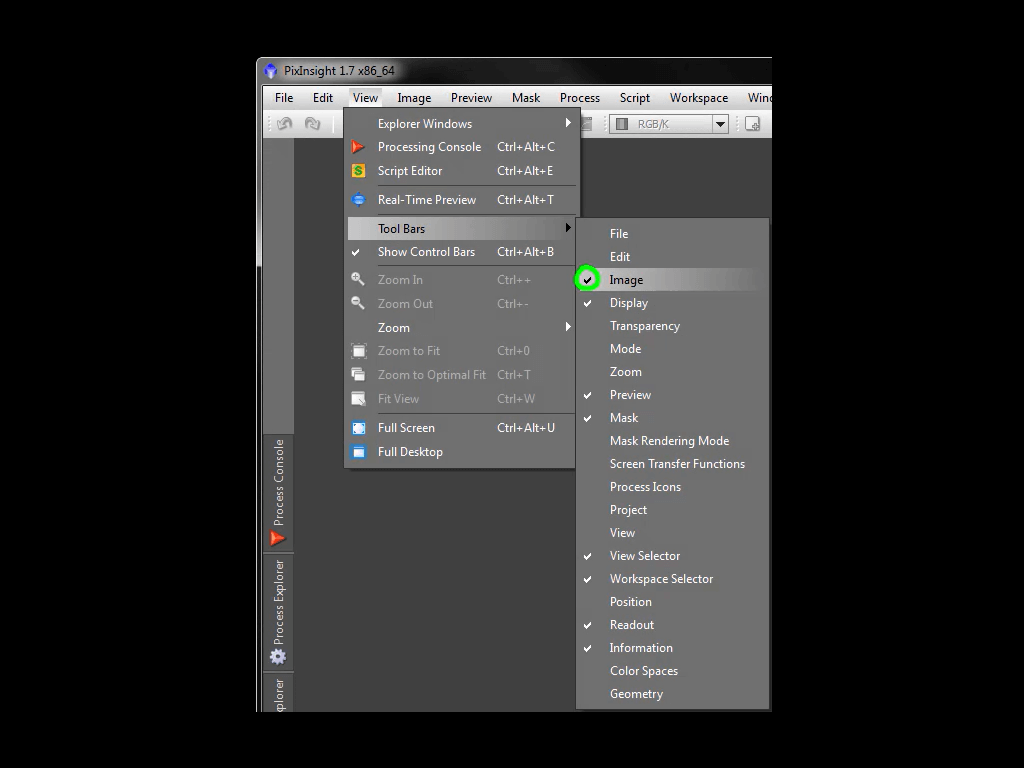 PixInsight 1.7 x86_64
File Edit View Image Preview Mask Process Script Workspace
RGB/K
Explorer Windows
Processing Console Ctrl+Alt+C
Script Editor Ctrl+Alt+E
Real-Time Preview Ctrl+Alt+T
Tool Bars
Show Control Bars Ctrl+Alt+B
Zoom In Ctrl++
Zoom Out Ctrl+-
Zoom
Zoom to Fit Ctrl+0
Zoom to Optimal Fit Ctrl+T
Fit View Ctrl+W
Full Screen Ctrl+Alt+U
Full Desktop
File
Edit
Image
Display
Transparency
Mode
Zoom
Preview
Mask
Mask Rendering Mode
Screen Transfer Functions
Process Icons
Project
View
View Selector
Workspace Selector
Position
Readout
Information
Color Spaces
Geometry
Process Console
Process Explorer